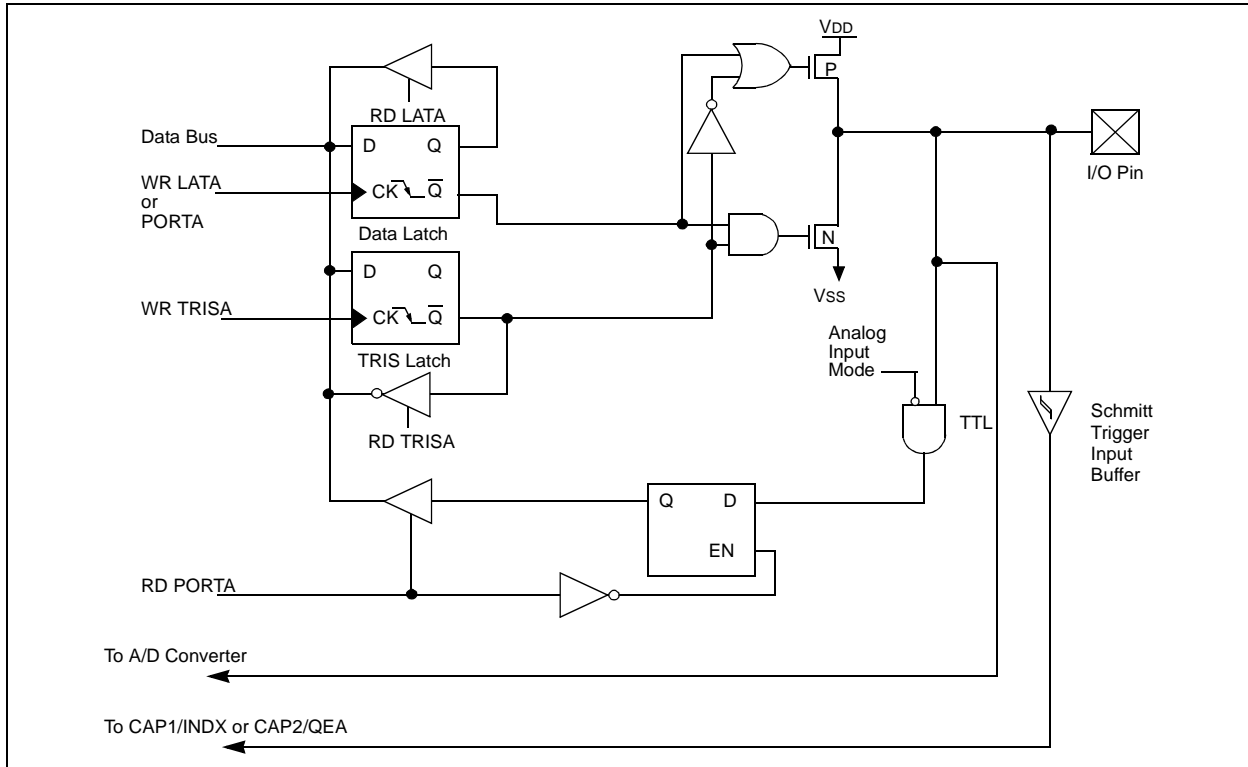 VDD
P
RD LATA
Data Bus
D Q
I/O Pin
WR LATA
or
PORTA
CK Q
N
Data Latch
D Q
VSS
WR TRISA
CK Q
Analog
Input
Mode
TRIS Latch
TTL
Schmitt
Trigger
Input
Buffer
RD TRISA
Q D
EN
RD PORTA
To A/D Converter
To CAP1/INDX or CAP2/QEA